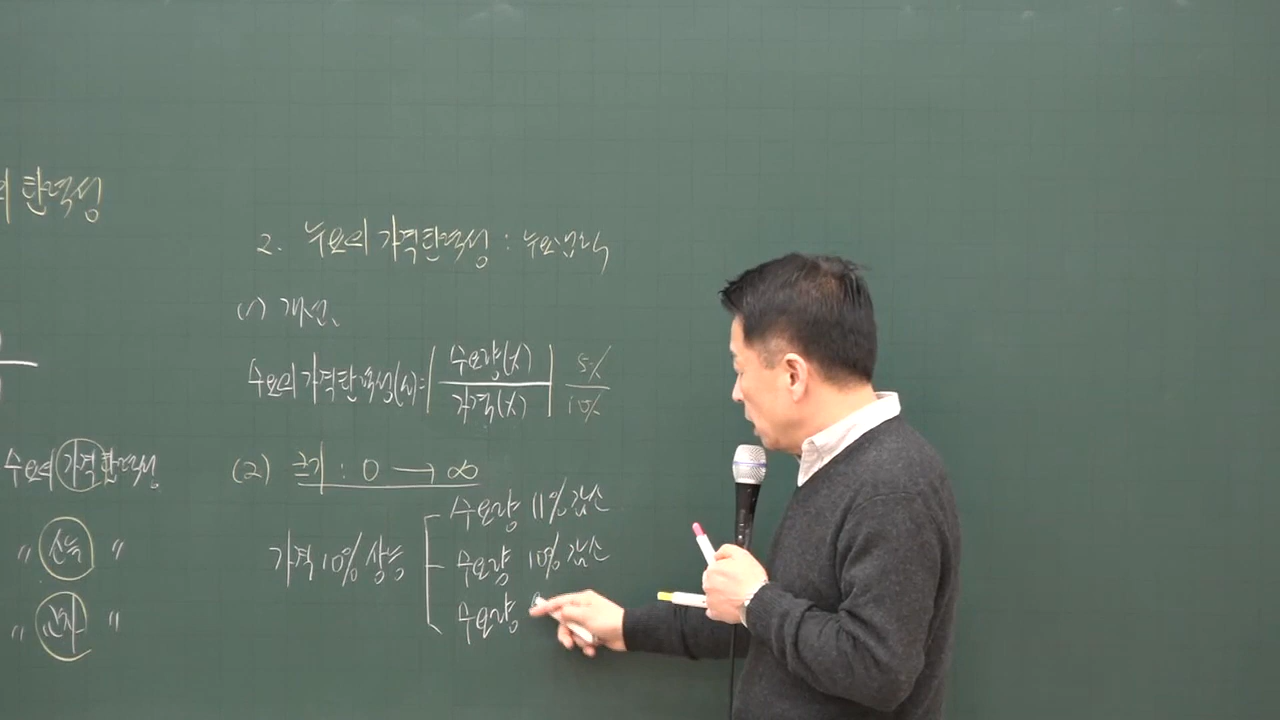 의 탄력성
수요의 가격탄력성
〃 소득 〃
〃 교차 〃
2. 수요의 가격탄력성 : 수요법칙
(1) 개념
수요의 가격탄력성(ε)=|수요량(%)/가격(%)| 5%/10%
(2) 크기 : 0 → ∞
가격 10% 상승
수요량 11% 감소
수요량 10% 감소
수요량